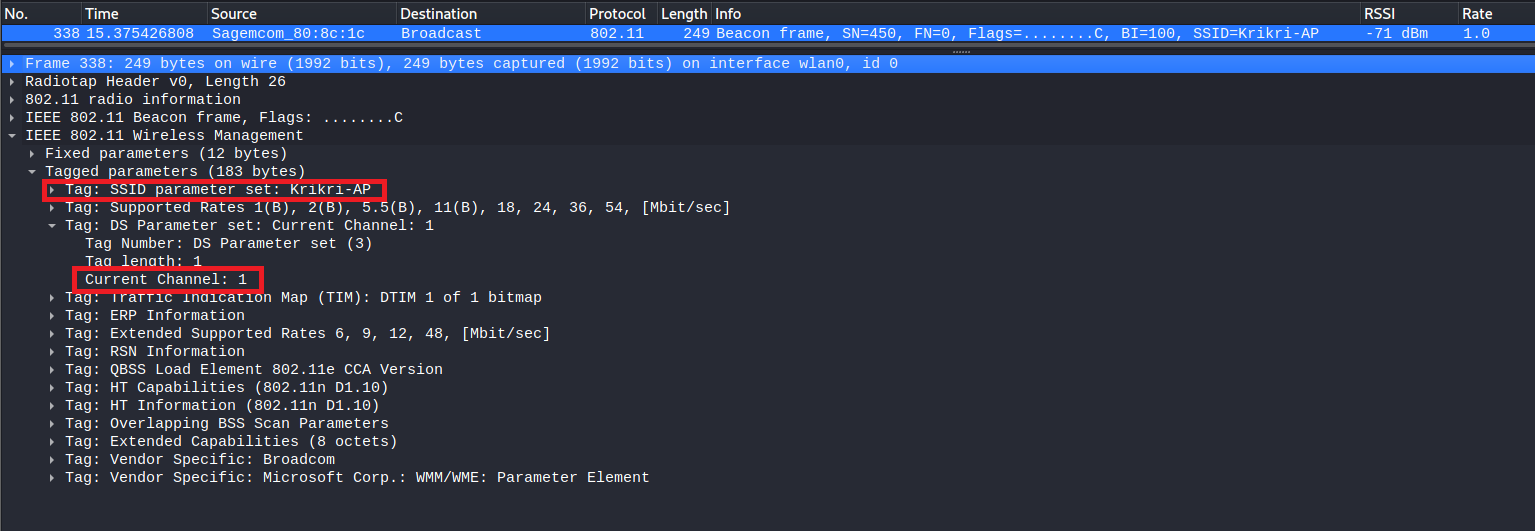 No. Time Source Destination Protocol Length Info RSSI Rate
338 15.375426808 Sagemcom_80:8c:1c Broadcast 802.11 249 Beacon frame, SN=450, FN=0, Flags=........C, BI=100, SSID=Krikri-AP -71 dBm 1.0
Frame 338: 249 bytes on wire (1992 bits), 249 bytes captured (1992 bits) on interface wlan0, id 0
Radiotap Header v0, Length 26
802.11 radio information
IEEE 802.11 Beacon frame, Flags: ........C
IEEE 802.11 Wireless Management
Fixed parameters (12 bytes)
Tagged parameters (183 bytes)
Tag: SSID parameter set: Krikri-AP
Tag: Supported Rates 1(B), 2(B), 5.5(B), 11(B), 18, 24, 36, 54, [Mbit/sec]
Tag: DS Parameter set: Current Channel: 1
Tag Number: DS Parameter set (3)
Tag length: 1
Current Channel: 1
Tag: Traffic Indication Map (TIM): DTIM 1 of 1 bitmap
Tag: ERP Information
Tag: Extended Supported Rates 6, 9, 12, 48, [Mbit/sec]
Tag: RSN Information
Tag: QBSS Load Element 802.11e CCA Version
Tag: HT Capabilities (802.11n D1.10)
Tag: HT Information (802.11n D1.10)
Tag: Overlapping BSS Scan Parameters
Tag: Extended Capabilities (8 octets)
Tag: Vendor Specific: Broadcom
Tag: Vendor Specific: Microsoft Corp.: WMM/WME: Parameter Element